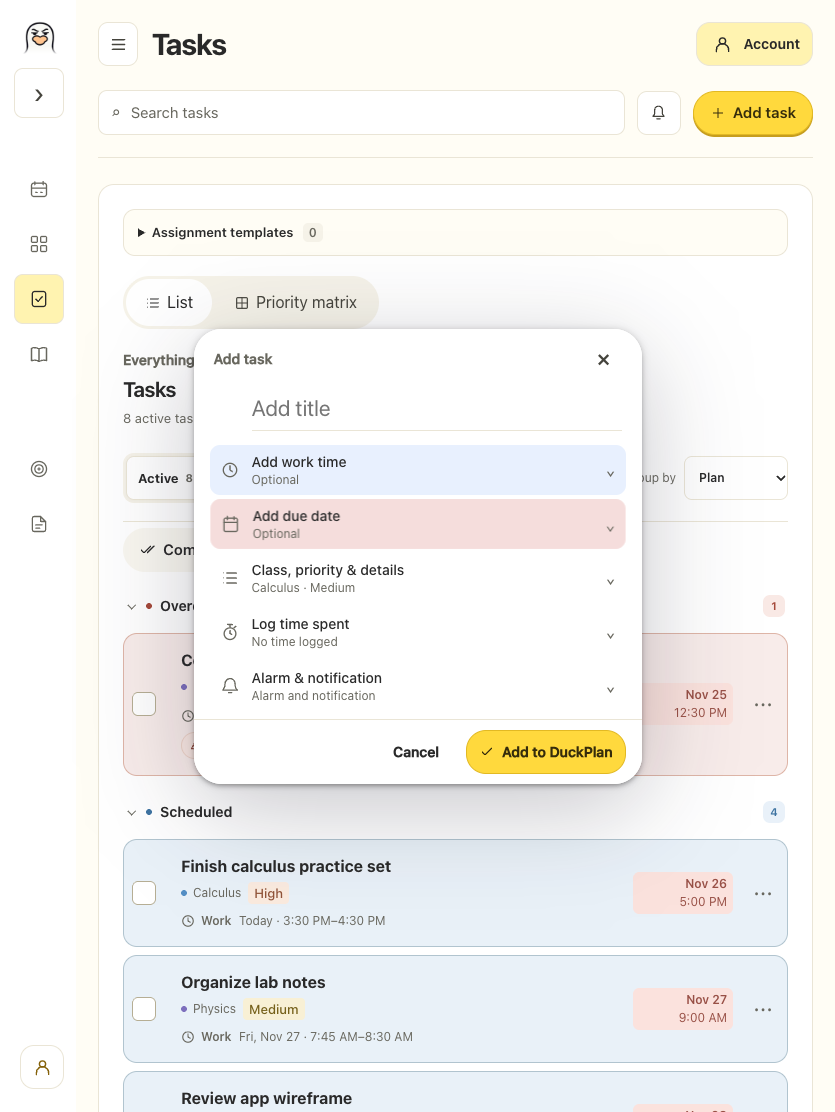 Tasks
Account
Search tasks
Add task
Assignment templates 0
List
Priority matrix
Everything
Tasks
8 active tas
Active 8
up by
Plan
Com
Over
1
Nov 25
12:30 PM
Add task
Add title
Add work time
Optional
Add due date
Optional
Class, priority & details
Calculus · Medium
Log time spent
No time logged
Alarm & notification
Alarm and notification
Cancel
Add to DuckPlan
Scheduled
4
Finish calculus practice set
Calculus High
Work Today · 3:30 PM–4:30 PM
Nov 26
5:00 PM
Organize lab notes
Physics Medium
Work Fri, Nov 27 · 7:45 AM–8:30 AM
Nov 27
9:00 AM
Review app wireframe